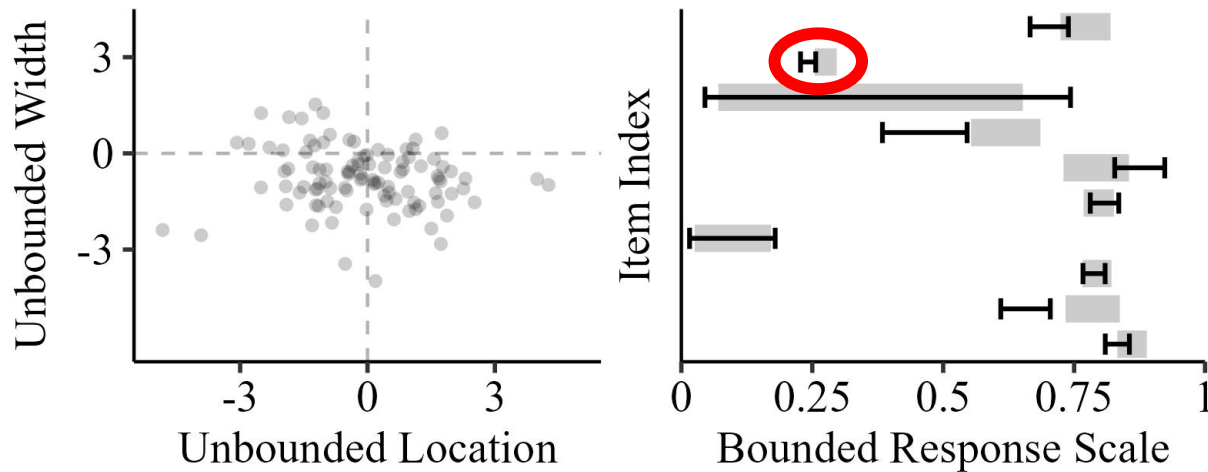 Unbounded Width
3
0
-3
-3
0
3
Unbounded Location
Item Index
0
0.25
0.5
0.75
1
Bounded Response Scale